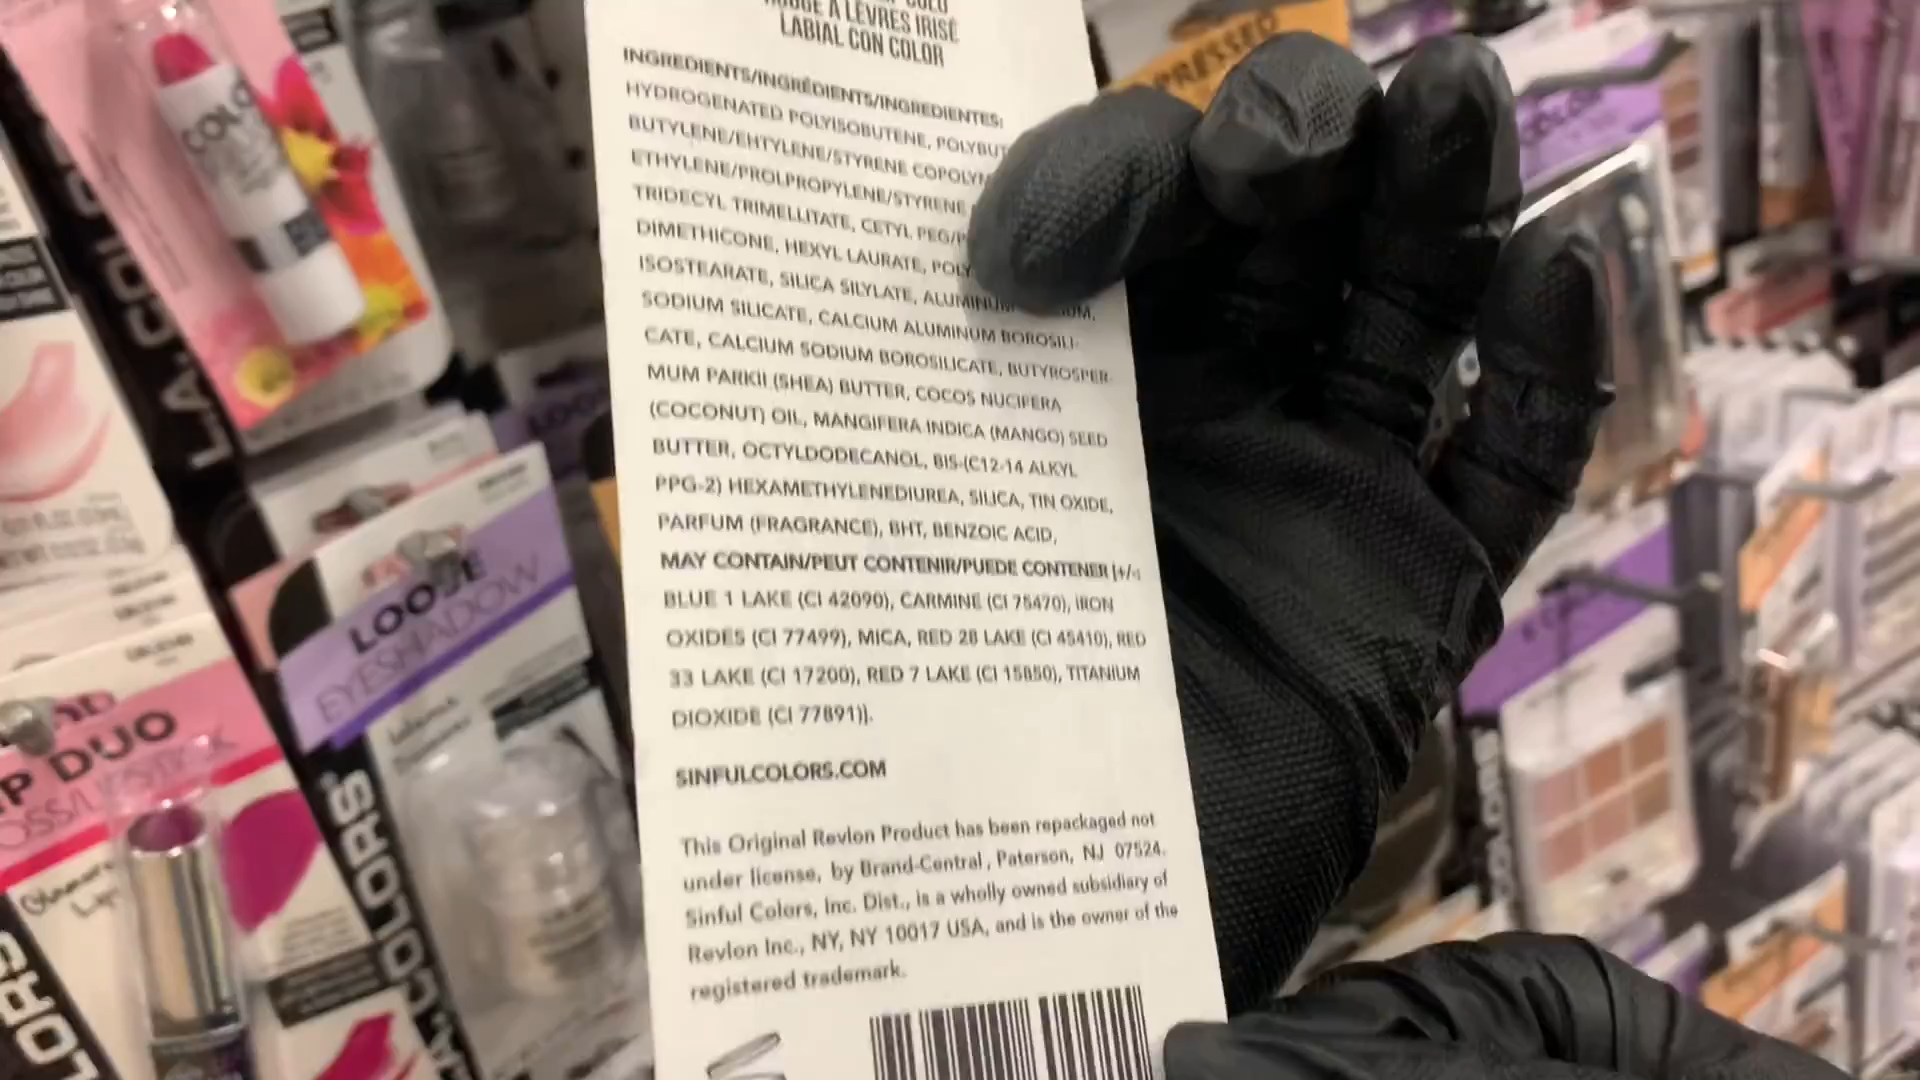 ROUGE À LÈVRES IRISÉ
LABIAL CON COLOR
INGREDIENTS/INGRÉDIENTS/INGREDIENTES:
HYDROGENATED POLYISOBUTENE, POLYBUT
BUTYLENE/EHTYLENE/STYRENE COPOLYM
ETHYLENE/PROLPROPYLENE/STYRENE
TRIDECYL TRIMELLITATE, CETYL PEG/P
DIMETHICONE, HEXYL LAURATE, POLY
ISOSTEARATE, SILICA SILYLATE, ALUMINUM
SODIUM SILICATE, CALCIUM ALUMINUM BOROSILI-
CATE, CALCIUM SODIUM BOROSILICATE, BUTYROSPER-
MUM PARKII (SHEA) BUTTER, COCOS NUCIFERA
(COCONUT) OIL, MANGIFERA INDICA (MANGO) SEED
BUTTER, OCTYLDODECANOL, BIS-(C12-14 ALKYL
PPG-2) HEXAMETHYLENEDIUREA, SILICA, TIN OXIDE,
PARFUM (FRAGRANCE), BHT, BENZOIC ACID,
MAY CONTAIN/PEUT CONTENIR/PUEDE CONTENER [+/-:
BLUE 1 LAKE (CI 42090), CARMINE (CI 75470), IRON
OXIDES (CI 77499), MICA, RED 28 LAKE (CI 45410), RED
33 LAKE (CI 17200), RED 7 LAKE (CI 15850), TITANIUM
DIOXIDE (CI 77891)].
SINFULCOLORS.COM
This Original Revlon Product has been repackaged not
under license, by Brand-Central, Paterson, NJ 07524.
Sinful Colors, Inc. Dist., is a wholly owned subsidiary of
Revlon Inc., NY, NY 10017 USA, and is the owner of the
registered trademark.
PRESSED
COLO
L.A. COL
LOOSE
EYESHADOW
P DUO
OSS/LIPSTICK
L.A. COLORS
LORS
COLORS